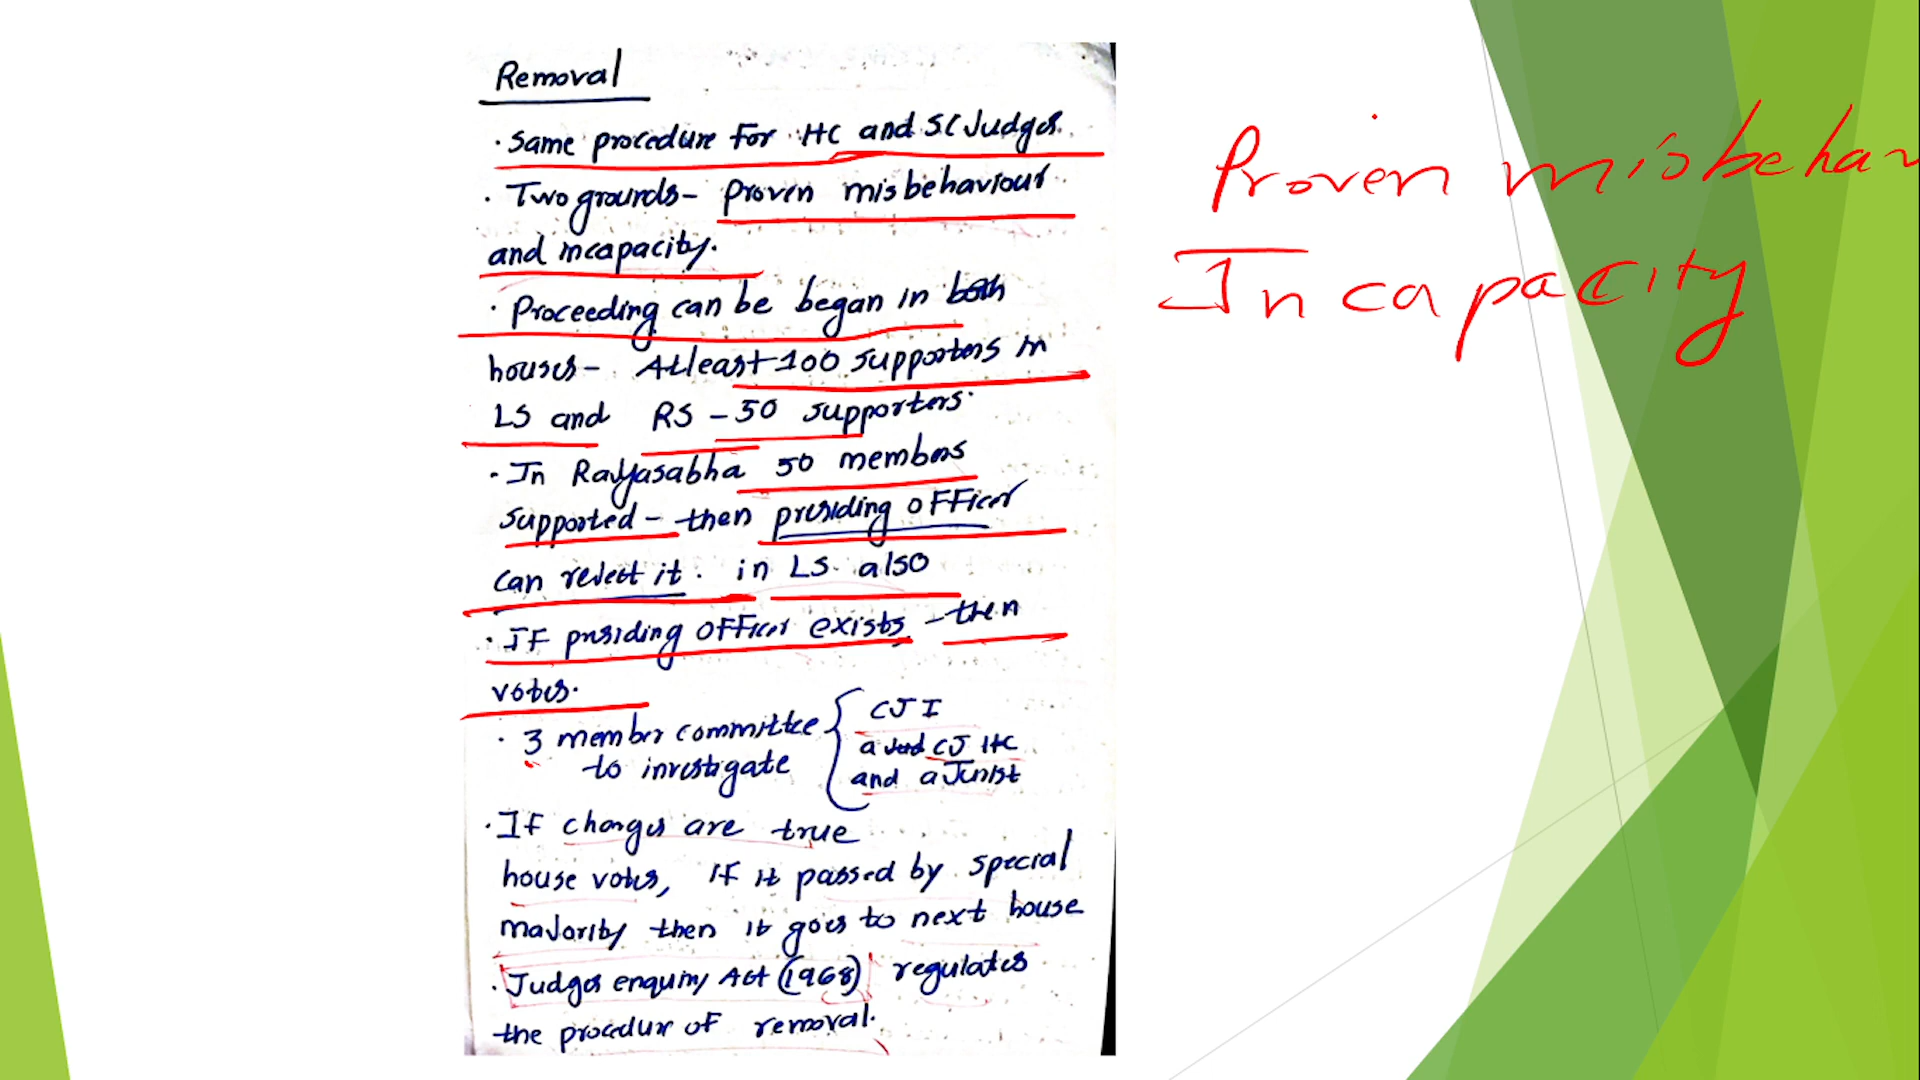 Removal
· Same procedure For HC and SC Judges.
· Two grounds- Proven misbehaviour
and incapacity.
· Proceeding can be began in both
houses- Atleast 100 supporters in
LS and RS - 50 supporters.
· In Rajyasabha 50 members
supported - then presiding officer
can reject it. in LS also
· If presiding officer exists - then
votes.
· 3 member committee
to investigate
CJI
a CJ HC
and a Jurist
· If charges are true
house votes, if it passed by special
majority then it goes to next house
· Judges enquiry Act (1968) regulates
the procedure of removal.
Proven misbehav
Incapacity